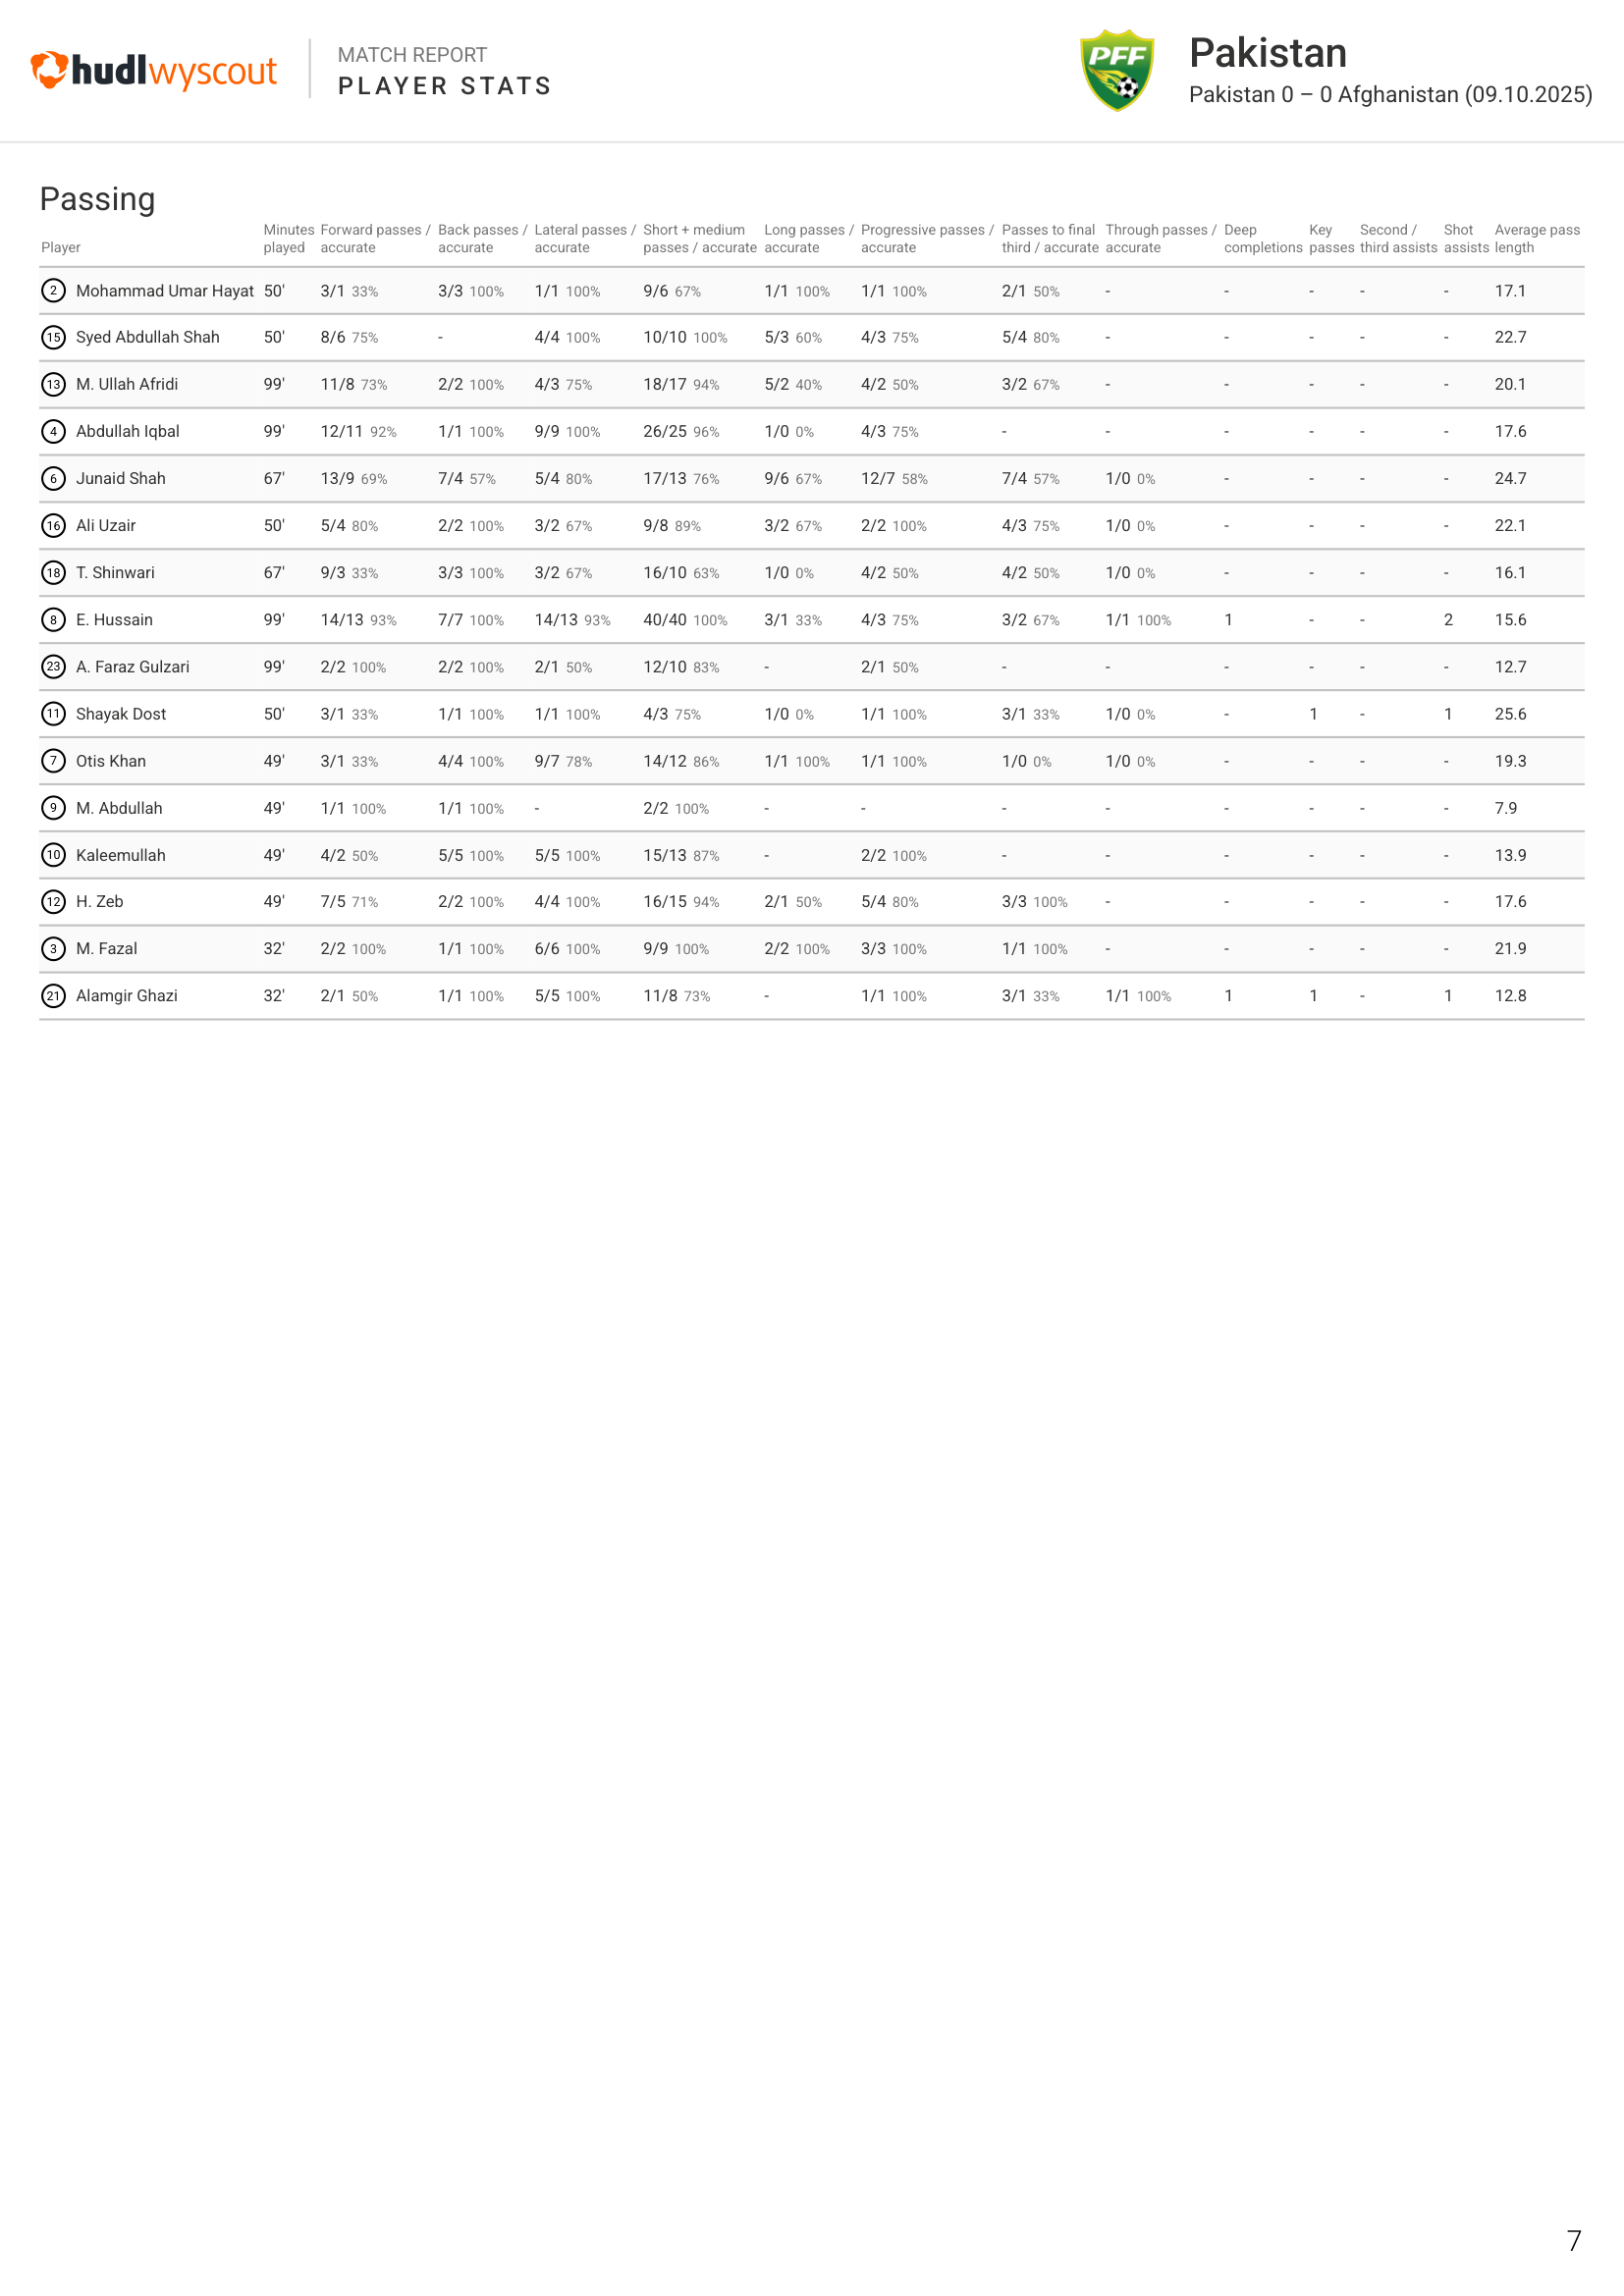 hudlwyscout
MATCH REPORT
PLAYER STATS
PFF
Pakistan
Pakistan 0 – 0 Afghanistan (09.10.2025)
Passing
Player Minutes played Forward passes / accurate Back passes / accurate Lateral passes / accurate Short + medium passes / accurate Long passes / accurate Progressive passes / accurate Passes to final third / accurate Through passes / accurate Deep completions Key passes Second / third assists Shot assists Average pass length
2 Mohammad Umar Hayat 50' 3/1 33% 3/3 100% 1/1 100% 9/6 67% 1/1 100% 1/1 100% 2/1 50% - - - - - 17.1
15 Syed Abdullah Shah 50' 8/6 75% - 4/4 100% 10/10 100% 5/3 60% 4/3 75% 5/4 80% - - - - - 22.7
13 M. Ullah Afridi 99' 11/8 73% 2/2 100% 4/3 75% 18/17 94% 5/2 40% 4/2 50% 3/2 67% - - - - - 20.1
4 Abdullah Iqbal 99' 12/11 92% 1/1 100% 9/9 100% 26/25 96% 1/0 0% 4/3 75% - - - - - - 17.6
6 Junaid Shah 67' 13/9 69% 7/4 57% 5/4 80% 17/13 76% 9/6 67% 12/7 58% 7/4 57% 1/0 0% - - - - 24.7
16 Ali Uzair 50' 5/4 80% 2/2 100% 3/2 67% 9/8 89% 3/2 67% 2/2 100% 4/3 75% 1/0 0% - - - - 22.1
18 T. Shinwari 67' 9/3 33% 3/3 100% 3/2 67% 16/10 63% 1/0 0% 4/2 50% 4/2 50% 1/0 0% - - - - 16.1
8 E. Hussain 99' 14/13 93% 7/7 100% 14/13 93% 40/40 100% 3/1 33% 4/3 75% 3/2 67% 1/1 100% 1 - - 2 15.6
23 A. Faraz Gulzari 99' 2/2 100% 2/2 100% 2/1 50% 12/10 83% - 2/1 50% - - - - - - 12.7
11 Shayak Dost 50' 3/1 33% 1/1 100% 1/1 100% 4/3 75% 1/0 0% 1/1 100% 3/1 33% 1/0 0% - 1 - 1 25.6
7 Otis Khan 49' 3/1 33% 4/4 100% 9/7 78% 14/12 86% 1/1 100% 1/1 100% 1/0 0% 1/0 0% - - - - 19.3
9 M. Abdullah 49' 1/1 100% 1/1 100% - 2/2 100% - - - - - - - - 7.9
10 Kaleemullah 49' 4/2 50% 5/5 100% 5/5 100% 15/13 87% - 2/2 100% - - - - - - 13.9
12 H. Zeb 49' 7/5 71% 2/2 100% 4/4 100% 16/15 94% 2/1 50% 5/4 80% 3/3 100% - - - - - 17.6
3 M. Fazal 32' 2/2 100% 1/1 100% 6/6 100% 9/9 100% 2/2 100% 3/3 100% 1/1 100% - - - - - 21.9
21 Alamgir Ghazi 32' 2/1 50% 1/1 100% 5/5 100% 11/8 73% - 1/1 100% 3/1 33% 1/1 100% 1 1 - 1 12.8
7